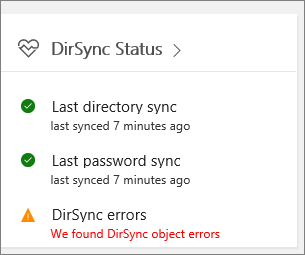 DirSync Status
Last directory sync
last synced 7 minutes ago
Last password sync
last synced 7 minutes ago
DirSync errors
We found DirSync object errors